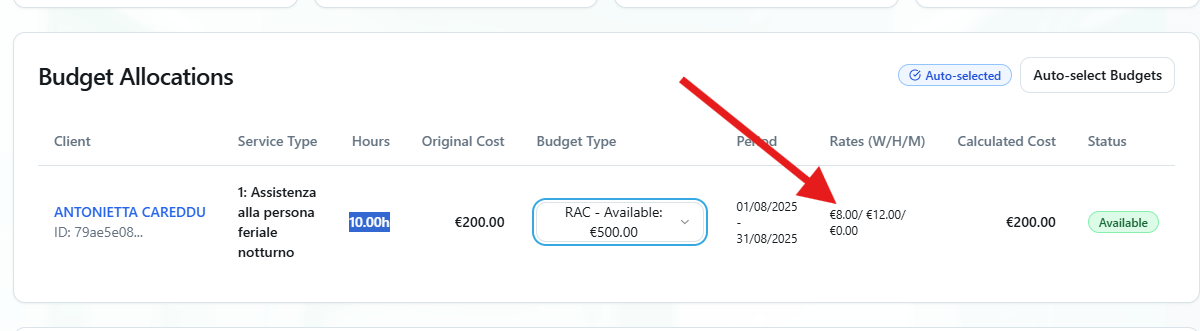 Budget Allocations
Auto-selected
Auto-select Budgets
Client
Service Type
Hours
Original Cost
Budget Type
Period
Rates (W/H/M)
Calculated Cost
Status
ANTONIETTA CAREDDU
ID: 79ae5e08...
1: Assistenza
alla persona
feriale
notturno
10.00h
€200.00
RAC - Available:
€500.00
01/08/2025
-
31/08/2025
€8.00/ €12.00/
€0.00
€200.00
Available